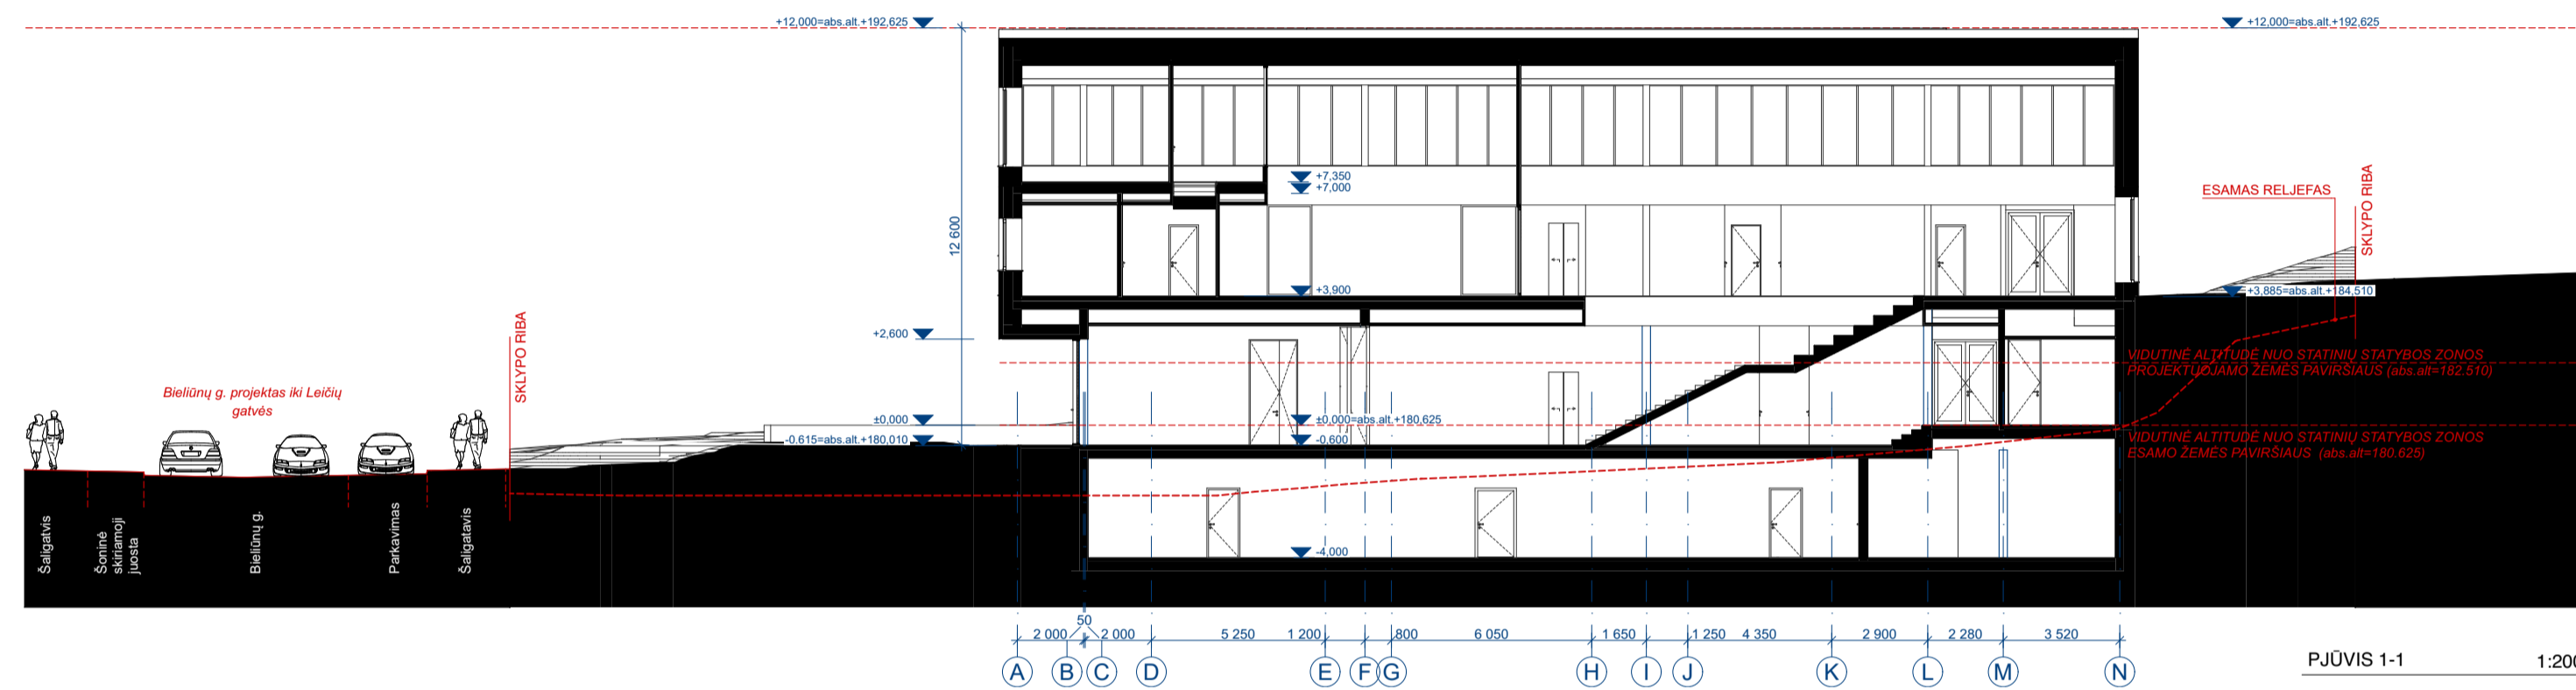 +12,000=abs.alt.+192,625
+12,000=abs.alt.+192,625
12 600
+7,350
+7,000
ESAMAS RELJEFAS
SKLYPO RIBA
+3,900
+3,885=abs.alt.+184,510
+2,600
SKLYPO RIBA
VIDUTINĖ ALTITUDĖ NUO STATINIŲ STATYBOS ZONOS
PROJEKTUOJAMO ŽEMĖS PAVIRŠIAUS (abs.alt=182.510)
Bieliūnų g. projektas iki Leičių
gatvės
±0,000
±0,000=abs.alt.+180,625
-0.615=abs.alt.+180,010
-0,600
VIDUTINĖ ALTITUDĖ NUO STATINIŲ STATYBOS ZONOS
ESAMO ŽEMĖS PAVIRŠIAUS (abs.alt=180.625)
Šaligatvis
Šoninė
skiriamoji
juosta
Bieliūnų g.
Parkavimas
Šaligatavis
-4,000
50
2 000
2 000
5 250
1 200
800
6 050
1 650
1 250
4 350
2 900
2 280
3 520
A
B
C
D
E
F
G
H
I
J
K
L
M
N
PJŪVIS 1-1